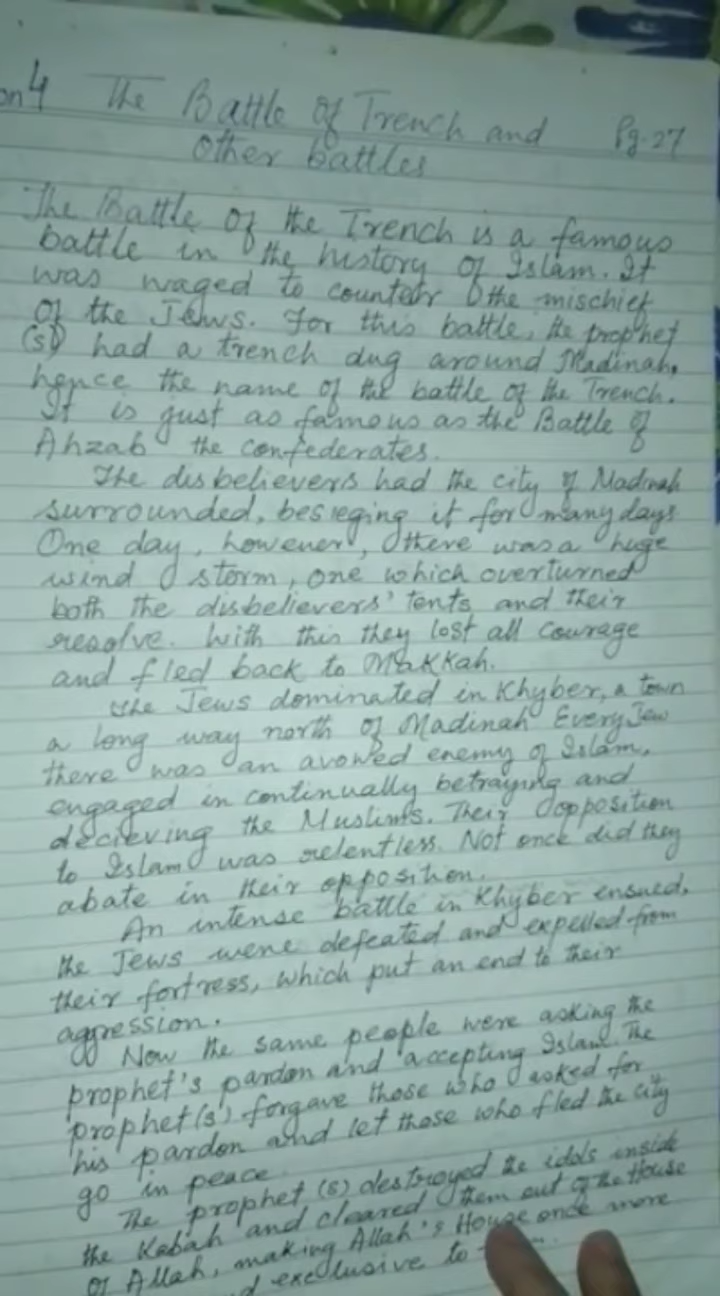 on 4 The Battle of Trench and Pg-27
other battles
The Battle of the Trench is a famous
battle in the history of Islam. It
was waged to counter the mischief
of the Jews. For this battle, the prophet
(s) had a trench dug around Madinah,
hence the name of the battle of the Trench.
It is just as famous as the Battle of
Ahzab the confederates.
The disbelievers had the city of Madinah
surrounded, besieging it for many days
One day, however, there was a huge
wind storm, one which overturned
both the disbelievers' tents and their
resolve. With this they lost all courage
and fled back to Makkah.
the Jews dominated in Khyber, a town
a long way north of Madinah Every Jew
there was an avowed enemy of Islam,
engaged in continually betraying and
decieving the Muslims. Their opposition
to Islam was relentless. Not once did they
abate in their opposition.
An intense battle in Khyber ensued,
the Jews were defeated and expelled from
their fortress, which put an end to their
aggression.
Now the same people were asking the
prophet's pardon and accepting Islam. The
prophet(s) forgave those who asked for
his pardon and let those who fled the city
go in peace.
The prophet (s) destroyed the idols inside
the Kabah and cleared them out of the House
of Allah, making Allah's House once more
exclusive to